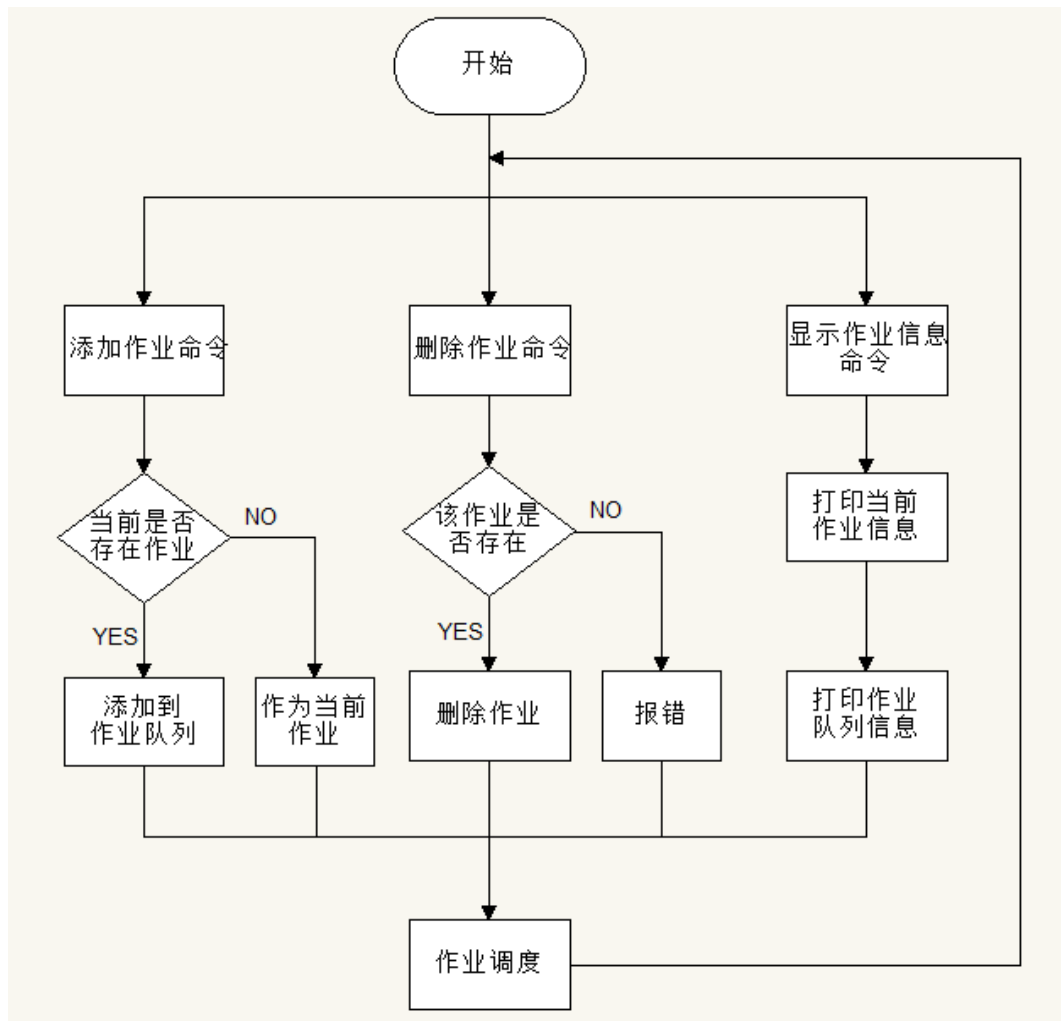 开始
添加作业命令
删除作业命令
显示作业信息
命令
当前是否
存在作业
NO
YES
该作业是
否存在
NO
YES
打印当前
作业信息
添加到
作业队列
作为当前
作业
删除作业
报错
打印作业
队列信息
作业调度